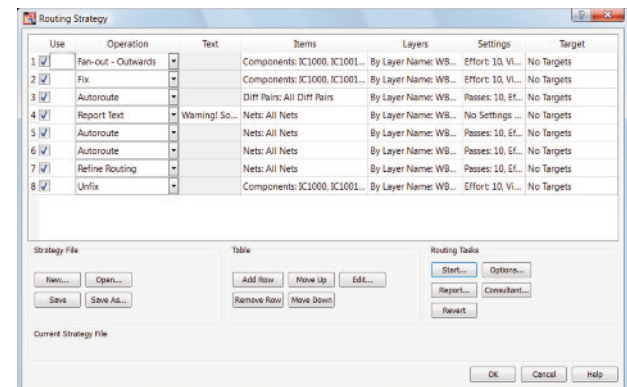 Routing Strategy
Use Operation Text Items Layers Settings Target
1 Fan-out - Outwards Components: IC1000, IC1001... By Layer Name: WB... Effort: 10, Vi... No Targets
2 Fix Components: IC1000, IC1001... By Layer Name: WB... Effort: 10, Vi... No Targets
3 Autoroute Diff Pairs: All Diff Pairs By Layer Name: WB... Passes: 10, Ef... No Targets
4 Report Text Warning! So... Nets: All Nets By Layer Name: WB... No Settings ... No Targets
5 Autoroute Nets: All Nets By Layer Name: WB... Passes: 10, Ef... No Targets
6 Autoroute Nets: All Nets By Layer Name: WB... Passes: 10, Ef... No Targets
7 Refine Routing Nets: All Nets By Layer Name: WB... Passes: 10, Ef... No Targets
8 Unfix Components: IC1000, IC1001... By Layer Name: WB... Effort: 10, Vi... No Targets
Strategy File Table Routing Tasks
New... Open... Add Row Move Up Edit... Start... Options...
Save Save As... Remove Row Move Down Report... Consultant...
Revert
Current Strategy File
OK Cancel Help